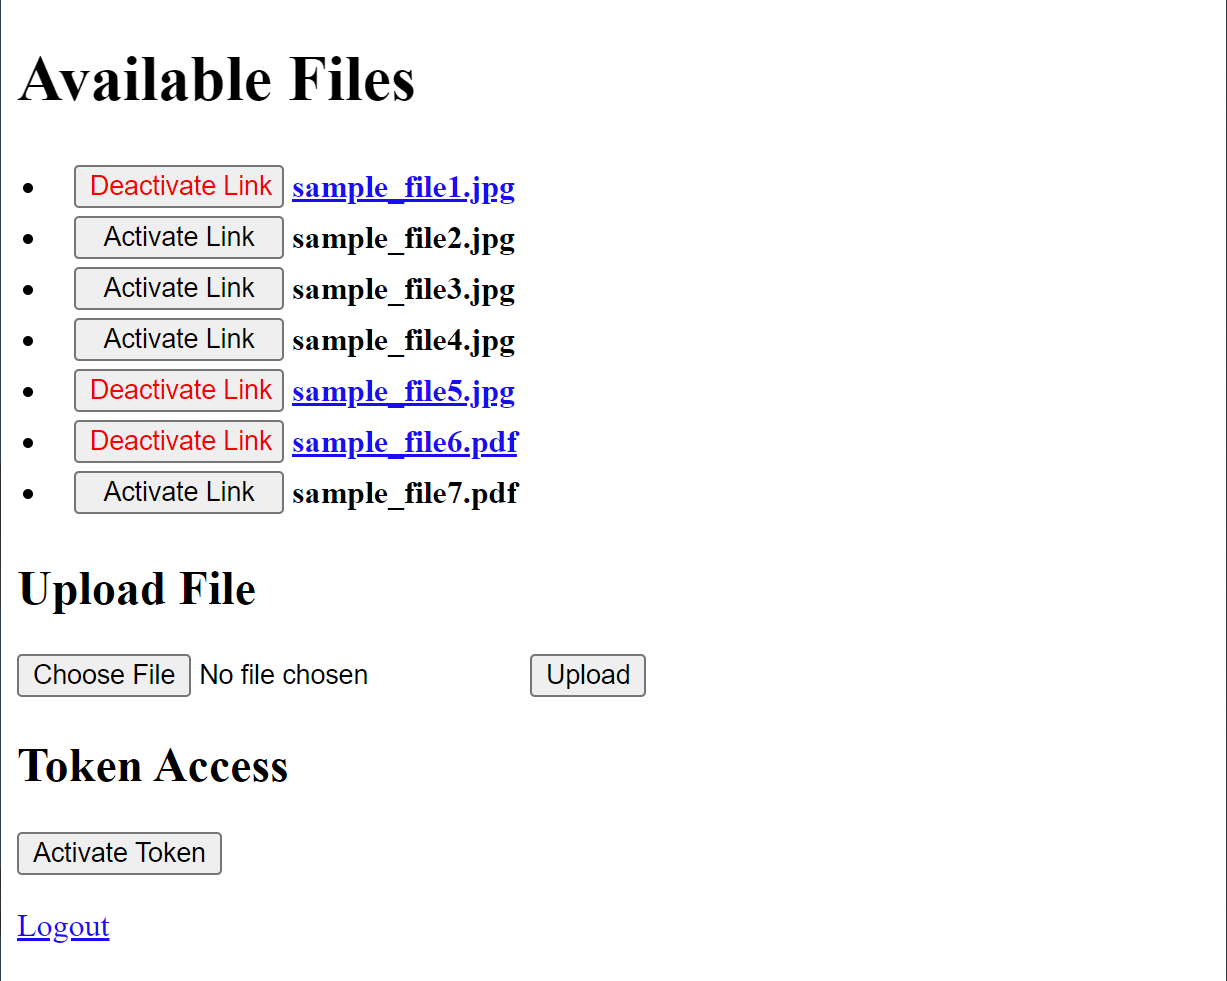 Available Files
Deactivate Link sample_file1.jpg
Activate Link sample_file2.jpg
Activate Link sample_file3.jpg
Activate Link sample_file4.jpg
Deactivate Link sample_file5.jpg
Deactivate Link sample_file6.pdf
Activate Link sample_file7.pdf
Upload File
Choose File No file chosen Upload
Token Access
Activate Token
Logout